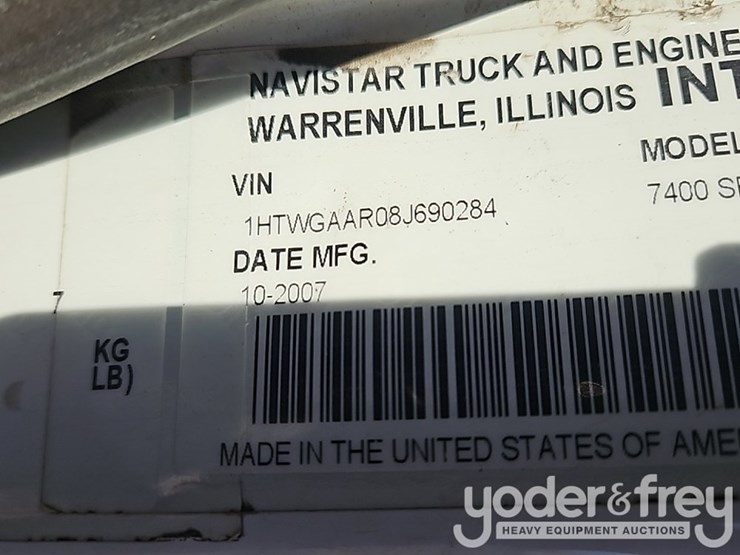 NAVISTAR TRUCK AND ENGINE
WARRENVILLE, ILLINOIS INT
MODEL
VIN
7400 S
1HTWGAAR08J690284
DATE MFG.
10-2007
7
KG
LB)
MADE IN THE UNITED STATES OF AME
yoder&frey
HEAVY EQUIPMENT AUCTIONS